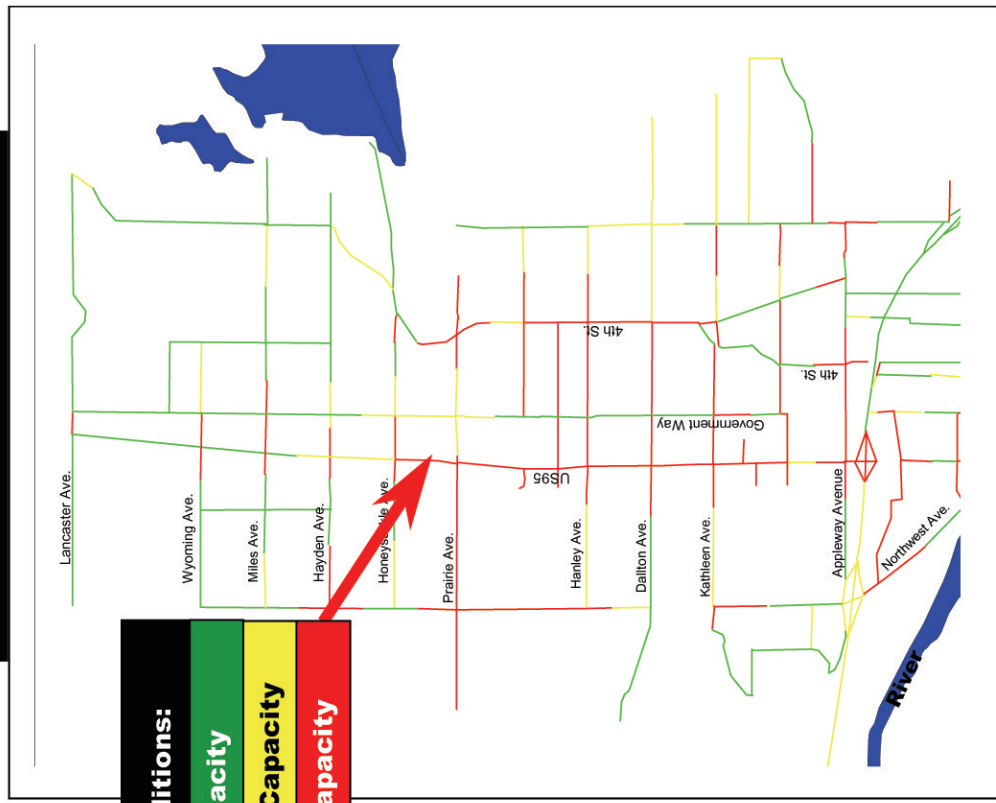 Lancaster Ave.
Wyoming Ave.
Miles Ave.
Hayden Ave.
Prairie Ave.
Hanley Ave.
Dallton Ave.
Kathleen Ave.
Appleway Avenue
Northwest Ave.
4th St.
4th St.
Government Way
US95
River
itions:
acity
Capacity
apacity